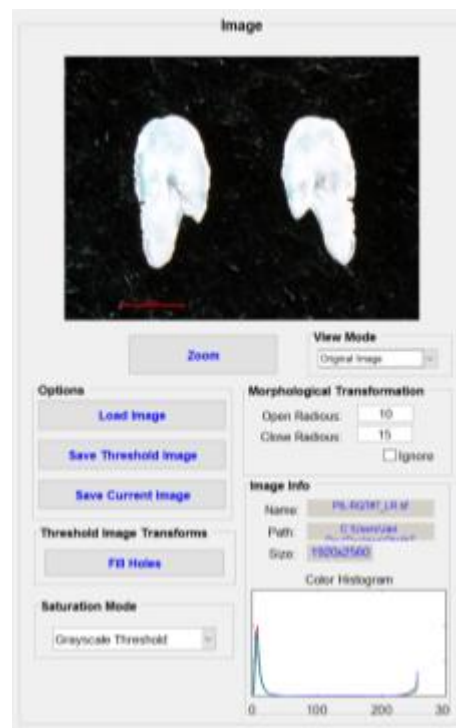 Image
Zoom
View Mode
Original Image
Options
Load Image
Save Threshold Image
Save Current Image
Morphological Transformation
Open Radious:
10
Close Radious:
15
Ignore
Threshold Image Transforms
Fill Holes
Image Info
Name:
Path:
Size:
1920x2560
Saturation Mode
Grayscale Threshold
Color Histogram
0 100 200 30